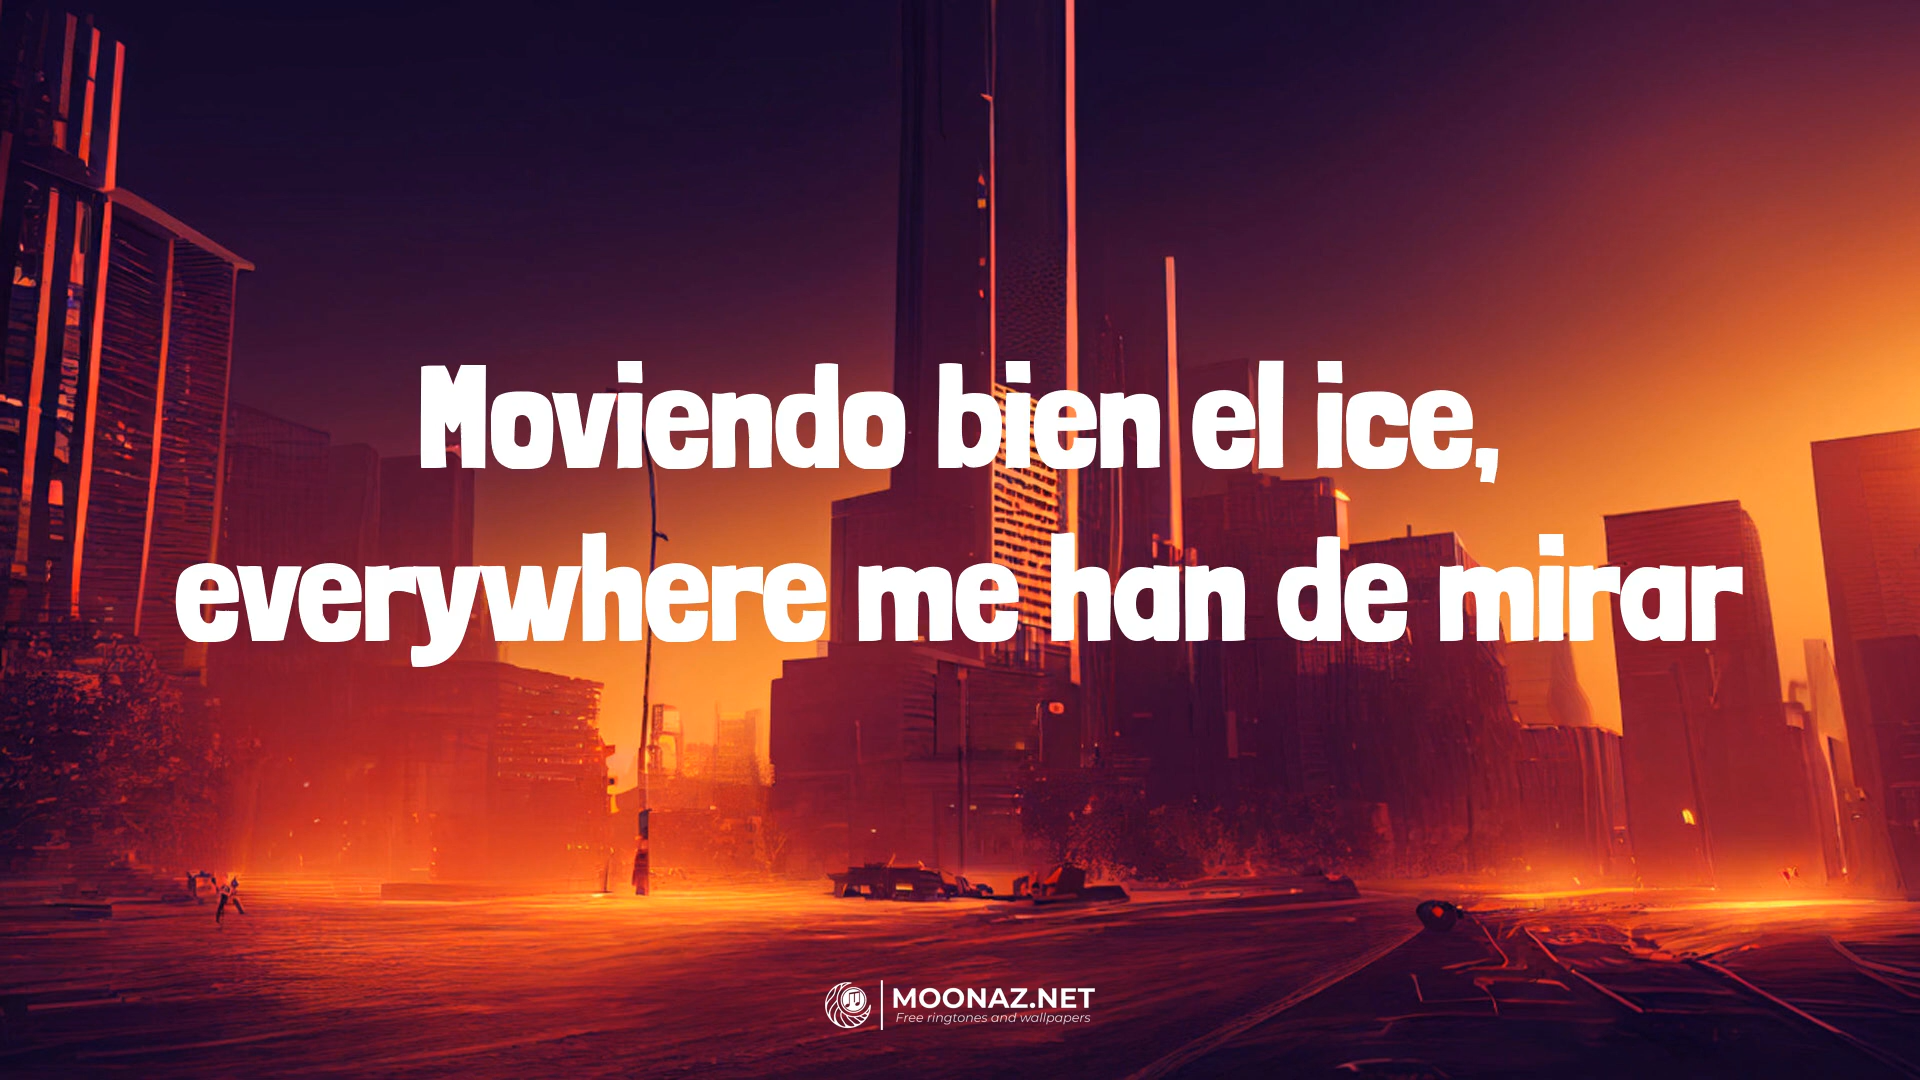 Moviendo bien el ice,
everywhere me han de mirar
MOONAZ.NET
Free ringtones and wallpapers